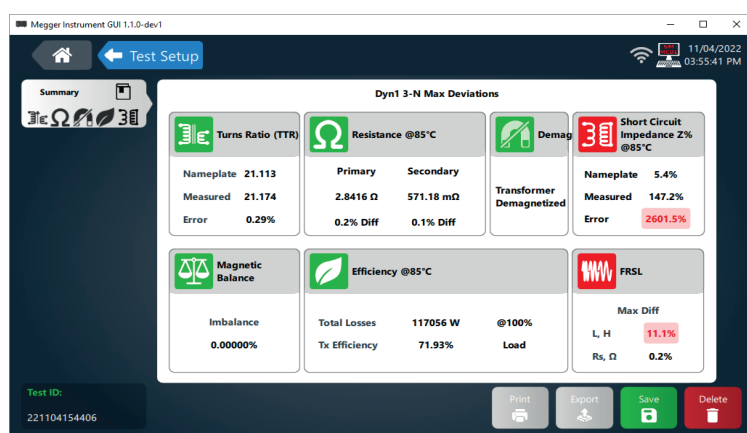 Megger Instrument GUI 1.1.0-dev1
Test Setup
11/04/2022
03:55:41 PM
Summary
Dyn1 3-N Max Deviations
Turns Ratio (TTR)
Nameplate 21.113
Measured 21.174
Error 0.29%
Resistance @85°C
Primary Secondary
2.8416 Ω 571.18 mΩ
0.2% Diff 0.1% Diff
Demag
Transformer
Demagnetized
Short Circuit
Impedance Z%
@85°C
Nameplate 5.4%
Measured 147.2%
Error 2601.5%
Magnetic
Balance
Imbalance
0.00000%
Efficiency @85°C
Total Losses 117056 W @100%
Tx Efficiency 71.93% Load
FRSL
Max Diff
L, H 11.1%
Rs, Ω 0.2%
Test ID:
221104154406
Print
Export
Save
Delete